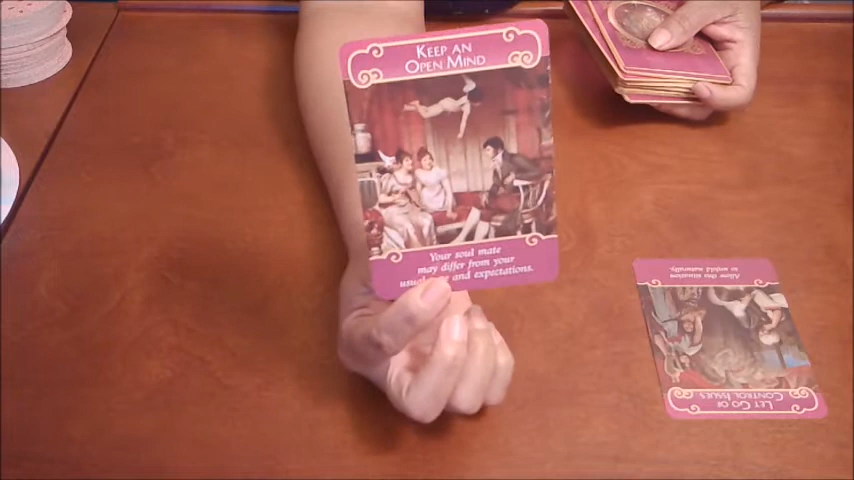 KEEP AN
OPEN MIND
Your soul mate
may differ from your
usual and expectations.
Allow this situation
to unfold naturally.
LET GO OF
CONTROL ISSUES